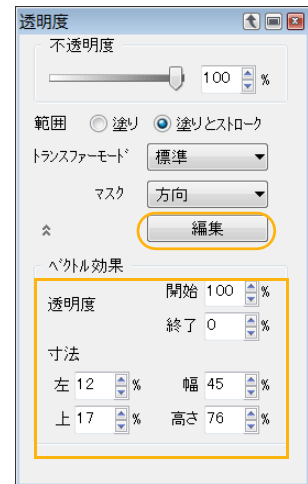 透明度
不透明度
100 %
範囲 塗り 塗りとストローク
トランスファーモード 標準
マスク 方向
編集
ベクトル効果
透明度 開始 100 %
終了 0 %
寸法
左 12 % 幅 45 %
上 17 % 高さ 76 %